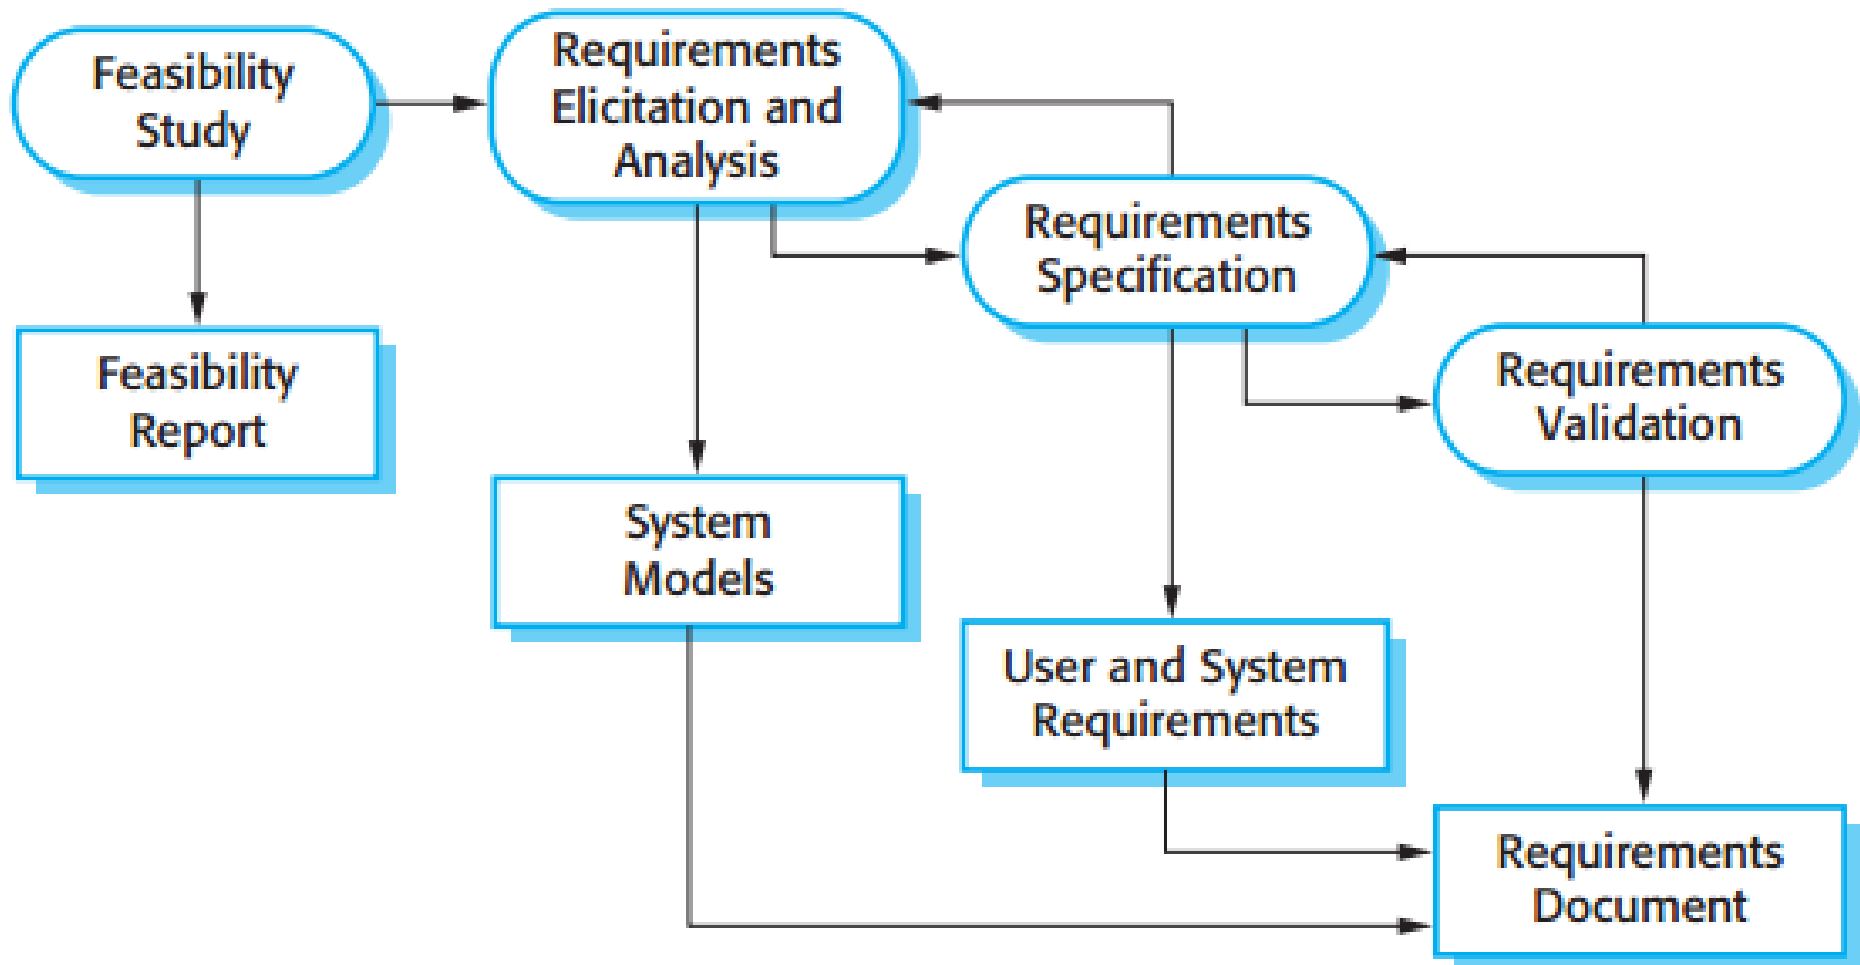 Feasibility
Study
Requirements
Elicitation and
Analysis
Requirements
Specification
Requirements
Validation
Feasibility
Report
System
Models
User and System
Requirements
Requirements
Document